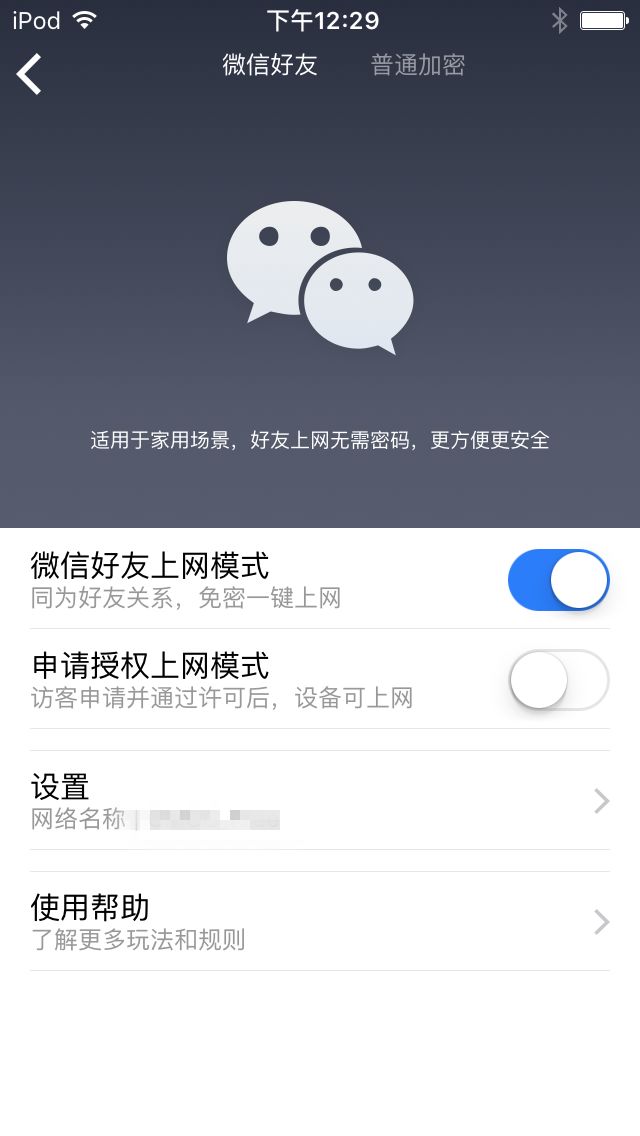 iPod
下午12:29
微信好友
普通加密
适用于家用场景，好友上网无需密码，更方便更安全
微信好友上网模式
同为好友关系，免密一键上网
申请授权上网模式
访客申请并通过许可后，设备可上网
设置
网络名称 |
使用帮助
了解更多玩法和规则